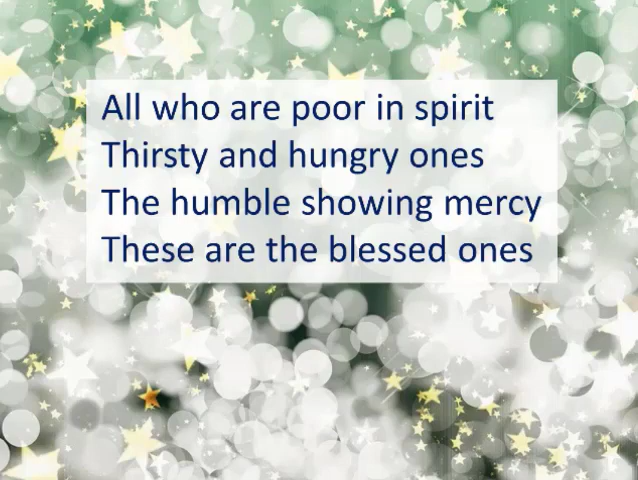 All who are poor in spirit
Thirsty and hungry ones
The humble showing mercy
These are the blessed ones